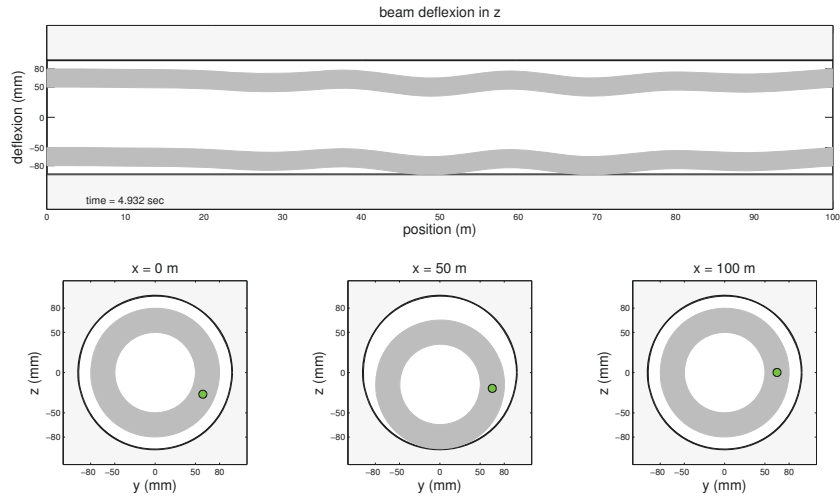 beam deflexion in z
deflexion (mm)
80
50
0
−50
−80
time = 4.932 sec
0 10 20 30 40 50 60 70 80 90 100
position (m)
x = 0 m
z (mm)
80
50
0
−50
−80
−80 −50 0 50 80
y (mm)
x = 50 m
z (mm)
80
50
0
−50
−80
−80 −50 0 50 80
y (mm)
x = 100 m
z (mm)
80
50
0
−50
−80
−80 −50 0 50 80
y (mm)